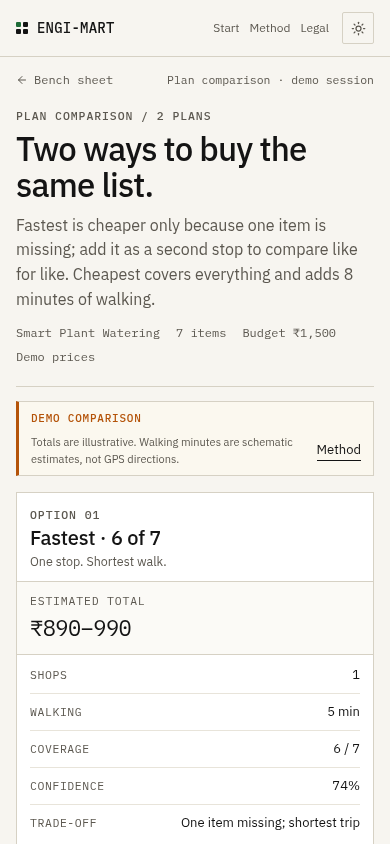 ENGI-MART
Start Method Legal
← Bench sheet
Plan comparison · demo session
PLAN COMPARISON / 2 PLANS
Two ways to buy the
same list.
Fastest is cheaper only because one item is
missing; add it as a second stop to compare like
for like. Cheapest covers everything and adds 8
minutes of walking.
Smart Plant Watering 7 items Budget ₹1,500
Demo prices
DEMO COMPARISON
Totals are illustrative. Walking minutes are schematic
estimates, not GPS directions.
Method
OPTION 01
Fastest · 6 of 7
One stop. Shortest walk.
ESTIMATED TOTAL
₹890–990
SHOPS 1
WALKING 5 min
COVERAGE 6 / 7
CONFIDENCE 74%
TRADE-OFF One item missing; shortest trip